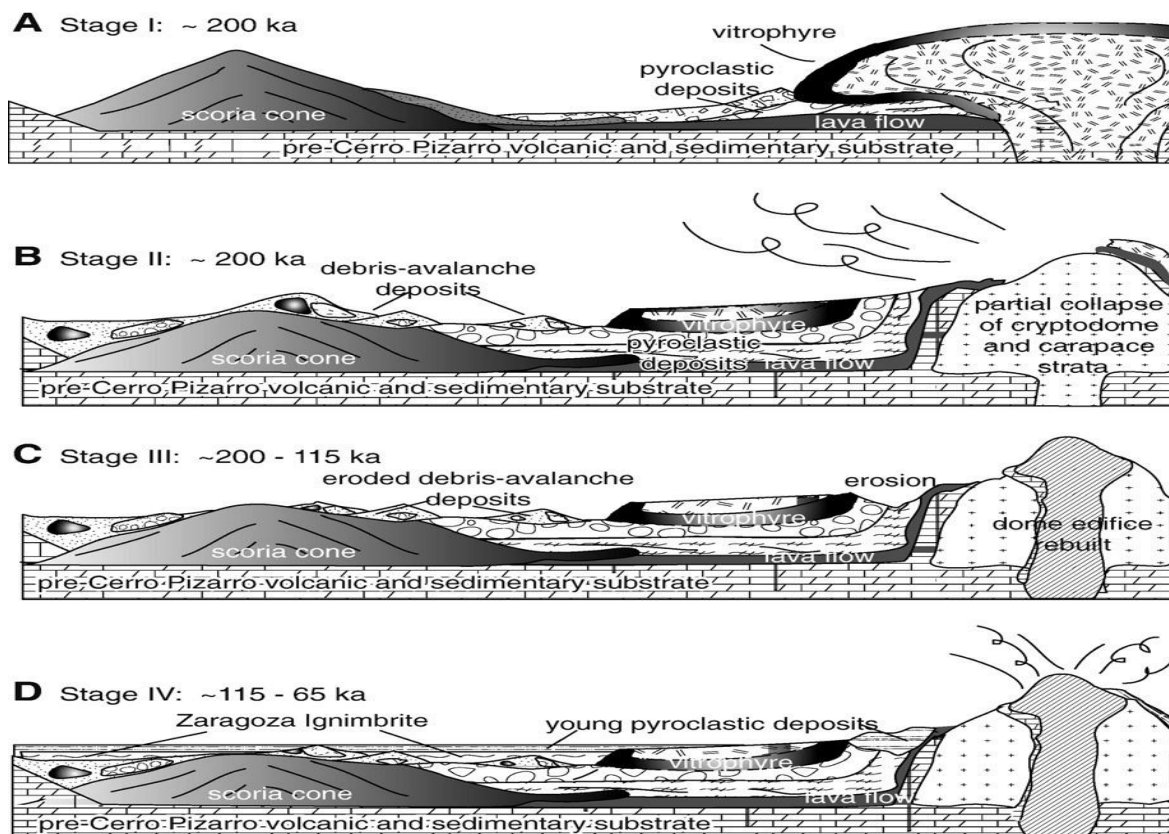 A Stage I: ~ 200 ka
vitrophyre
pyroclastic
deposits
scoria cone
lava flow
pre-Cerro Pizarro volcanic and sedimentary substrate
B Stage II: ~ 200 ka
debris-avalanche
deposits
partial collapse
of cryptodome
and carapace
strata
vitrophyre
pyroclastic
deposits
scoria cone
lava flow
pre-Cerro Pizarro volcanic and sedimentary substrate
C Stage III: ~200 - 115 ka
eroded debris-avalanche
deposits
erosion
vitrophyre
dome edifice
rebuilt
scoria cone
lava flow
pre-Cerro Pizarro volcanic and sedimentary substrate
D Stage IV: ~115 - 65 ka
Zaragoza Ignimbrite
young pyroclastic deposits
vitrophyre
scoria cone
lava flow
pre-Cerro Pizarro volcanic and sedimentary substrate